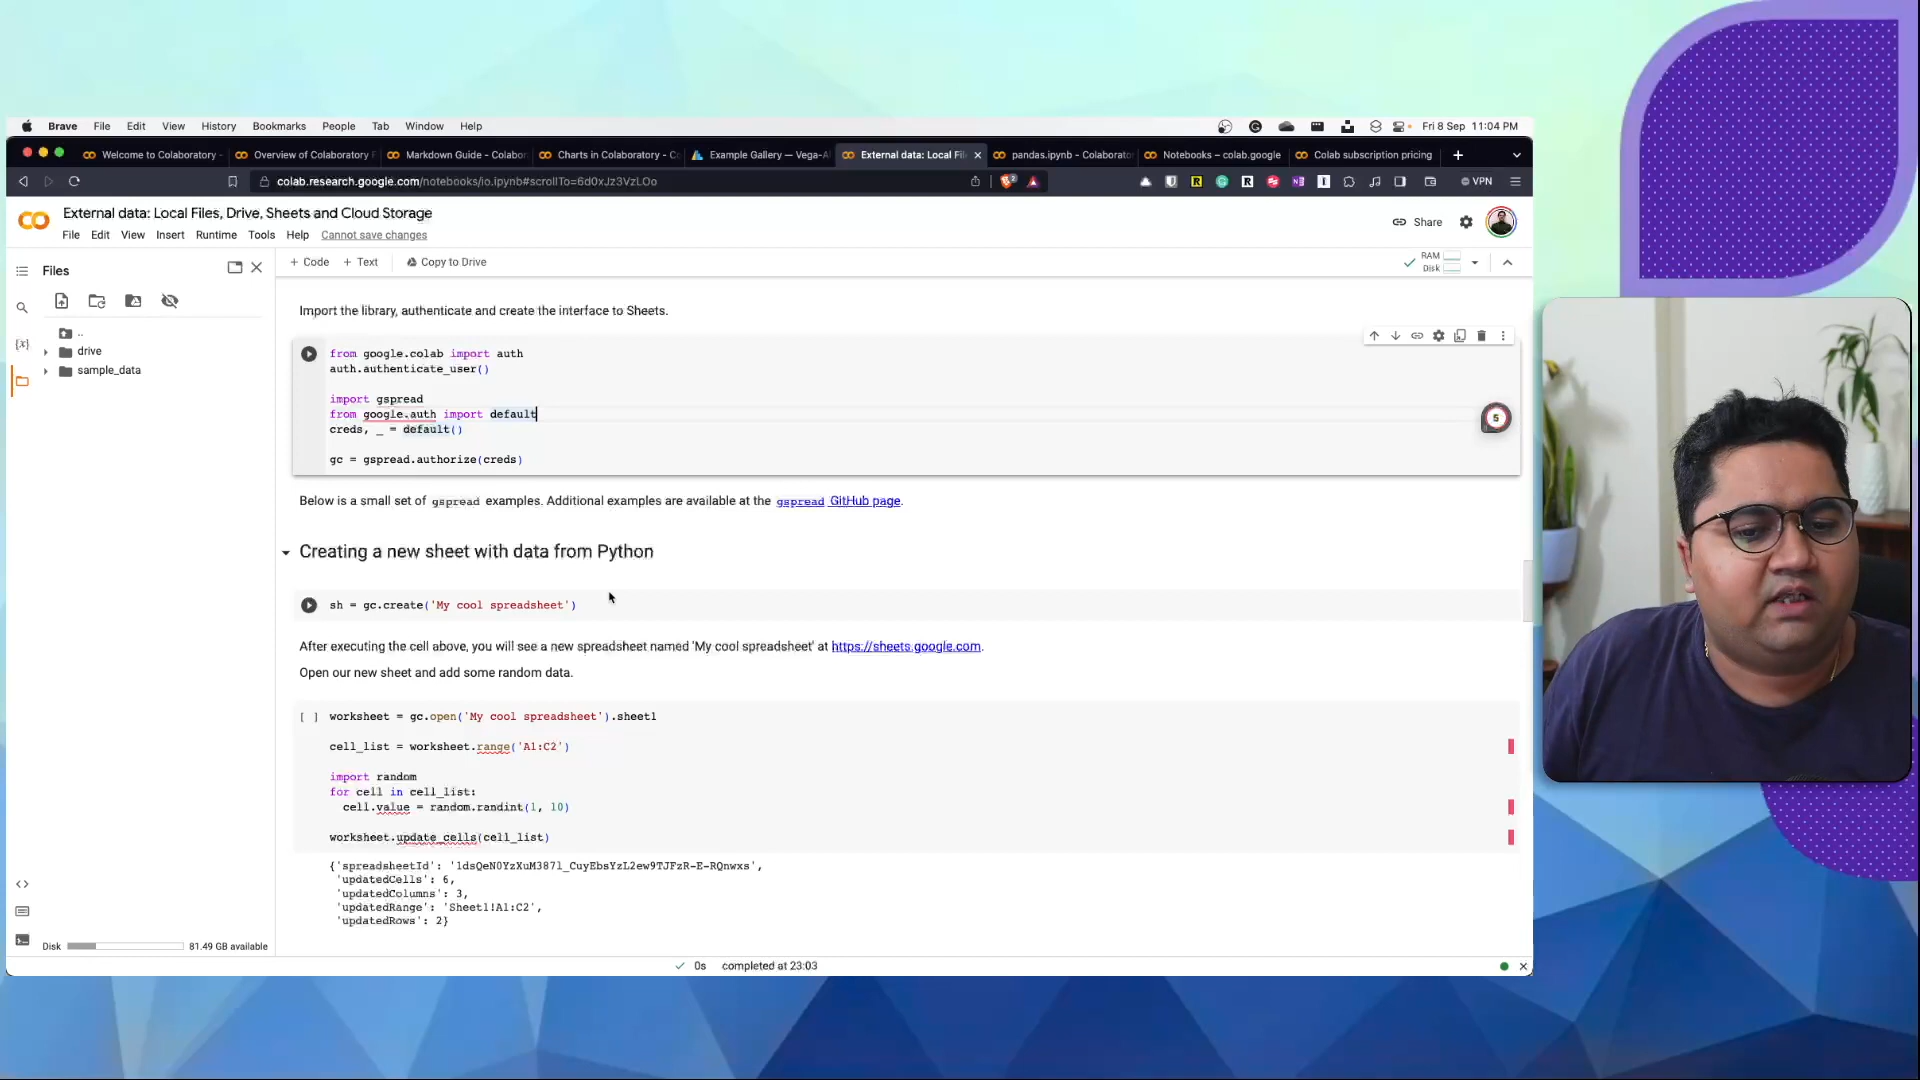 Brave File Edit View History Bookmarks People Tab Window Help Fri 8 Sep 11:04 PM
Welcome to Colaboratory - Overview of Colaboratory F Markdown Guide - Colabor Charts in Colaboratory - C Example Gallery — Vega-A External data: Local Fil pandas.ipynb - Colaborato Notebooks – colab.google Colab subscription pricing
colab.research.google.com/notebooks/io.ipynb#scrollTo=6d0xJz3VzLOo VPN
External data: Local Files, Drive, Sheets and Cloud Storage
Share
File Edit View Insert Runtime Tools Help Cannot save changes
Files
+ Code + Text Copy to Drive
RAM
Disk
..
drive
sample_data
Import the library, authenticate and create the interface to Sheets.
from google.colab import auth
auth.authenticate_user()
import gspread
from google.auth import default
creds, _ = default()
5
gc = gspread.authorize(creds)
Below is a small set of gspread examples. Additional examples are available at the gspread GitHub page.
Creating a new sheet with data from Python
sh = gc.create('My cool spreadsheet')
After executing the cell above, you will see a new spreadsheet named 'My cool spreadsheet' at https://sheets.google.com.
Open our new sheet and add some random data.
[ ] worksheet = gc.open('My cool spreadsheet').sheet1
cell_list = worksheet.range('A1:C2')
import random
for cell in cell_list:
cell.value = random.randint(1, 10)
worksheet.update_cells(cell_list)
{'spreadsheetId': '1dsQeN0YzXuM387l_CuyEbsYzL2ew9TJFzR-E-RQnwxs',
'updatedCells': 6,
'updatedColumns': 3,
'updatedRange': 'Sheet1!A1:C2',
'updatedRows': 2}
Disk 81.49 GB available
0s completed at 23:03